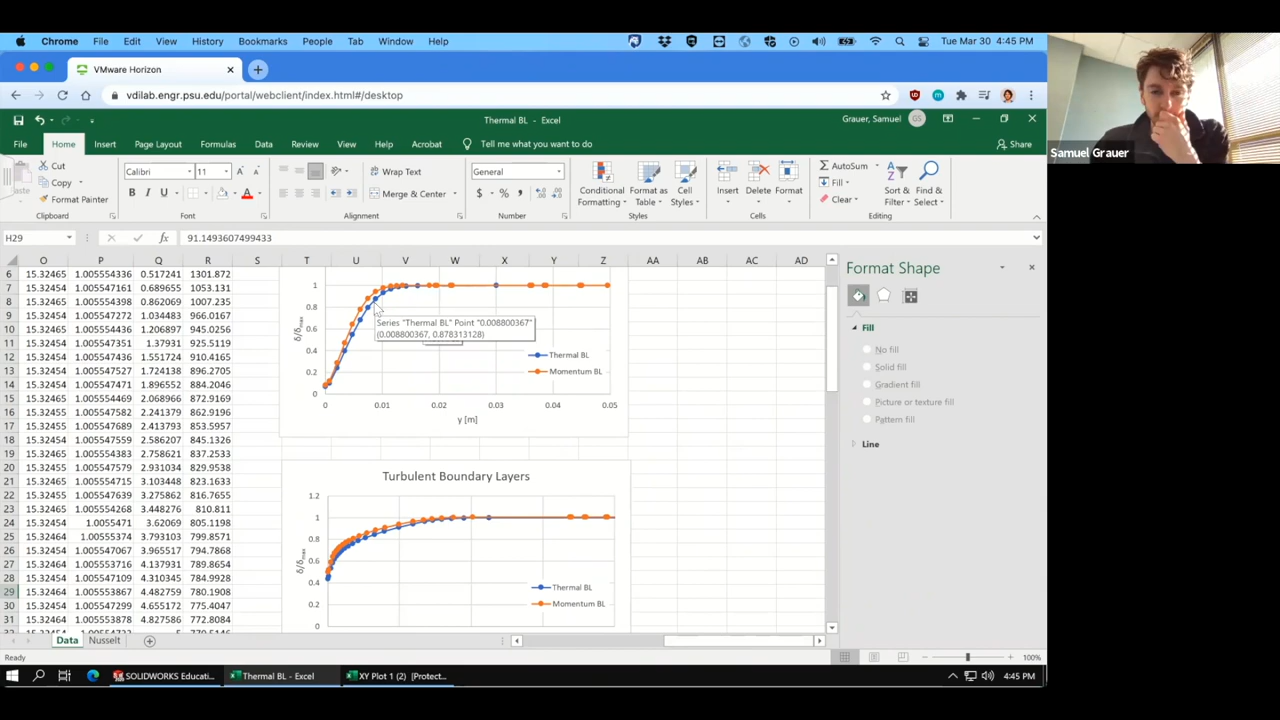 Chrome File Edit View History Bookmarks People Tab Window Help Tue Mar 30 4:45 PM
VMware Horizon
vdilab.engr.psu.edu/portal/webclient/index.html#/desktop
Samuel Grauer
Thermal BL - Excel Grauer, Samuel GS
File Home Insert Page Layout Formulas Data Review View Help Acrobat Tell me what you want to do Share
Cut Calibri 11 Wrap Text General AutoSum
Copy Fill
Format Painter B I U Merge & Center $ % Conditional Formatting Format as Table Cell Styles Insert Delete Format Clear Sort & Filter Find & Select
Clipboard Font Alignment Number Styles Cells Editing
H29 fx 91.1493607499433
O P Q R S T U V W X Y Z AA AB AC AD
6 15.32465 1.005554336 0.517241 1301.872
7 15.32465 1.005547161 0.689655 1053.131
8 15.32465 1.005554398 0.862069 1007.235
9 15.32454 1.005547256 1.034483 966.0167
10 15.32465 1.005554436 1.206897 945.0256
11 15.32454 1.005547351 1.37931 925.5119
12 15.32454 1.005547436 1.551724 910.4165
13 15.32454 1.005547527 1.724138 896.2705
14 15.32454 1.005547471 1.896552 884.2046
15 15.32465 1.005554469 2.068966 872.9169
16 15.32454 1.005547582 2.241379 862.9196
17 15.32454 1.005547689 2.413793 853.5957
18 15.32454 1.005547559 2.586207 845.1326
19 15.32464 1.005554383 2.758621 837.2533
20 15.32454 1.005547579 2.931034 829.9538
21 15.32464 1.005554715 3.103448 823.1633
22 15.32454 1.005547639 3.275862 816.7655
23 15.32464 1.005554268 3.448276 810.811
24 15.32454 1.0055471 3.62069 805.1198
25 15.32464 1.00555374 3.793103 799.8571
26 15.32454 1.005547067 3.965517 794.7868
27 15.32464 1.005553716 4.137931 789.8654
28 15.32454 1.005547109 4.310345 784.9928
29 15.32464 1.005553867 4.482759 780.1908
30 15.32454 1.005547299 4.655172 775.4047
31 15.32464 1.005553878 4.827586 772.8084
1
0.8
0.6
0.4
0.2
0
δ/δmax
Series "Thermal BL" Point "0.008800367"
(0.008800367, 0.878313128)
Thermal BL
Momentum BL
0 0.01 0.02 0.03 0.04 0.05
y [m]
Turbulent Boundary Layers
1.2
1
0.8
0.6
0.4
0.2
0
δ/δmax
Thermal BL
Momentum BL
Format Shape
Fill
No fill
Solid fill
Gradient fill
Picture or texture fill
Pattern fill
Line
Data Nusselt
Ready 100%
SOLIDWORKS Educati... Thermal BL - Excel XY Plot 1 (2) [Protect... 4:45 PM